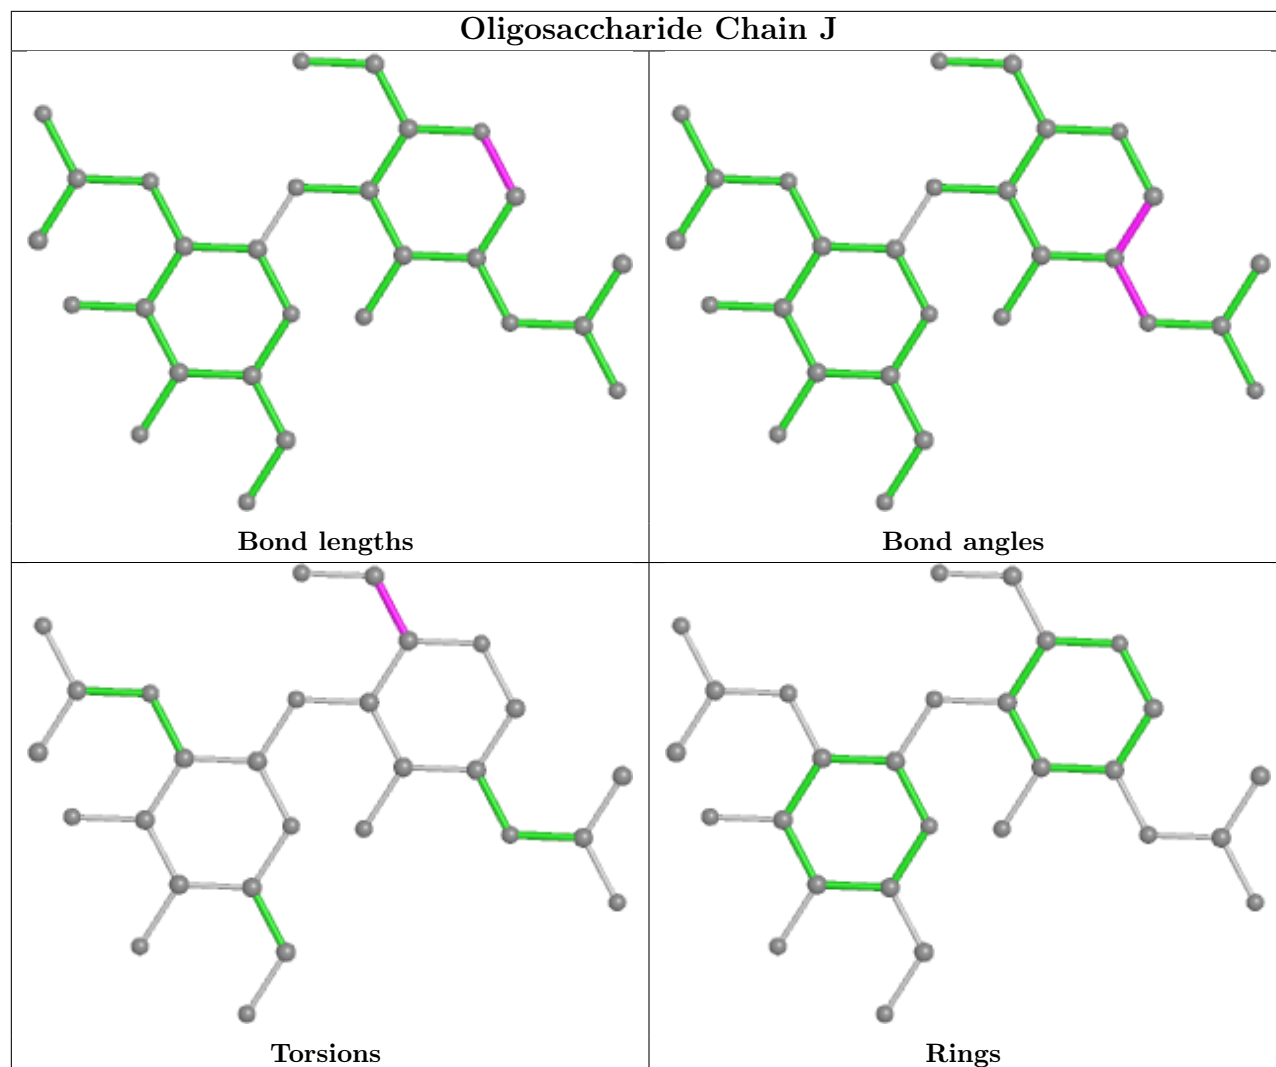 Oligosaccharide Chain J
Bond lengths
Bond angles
Torsions
Rings